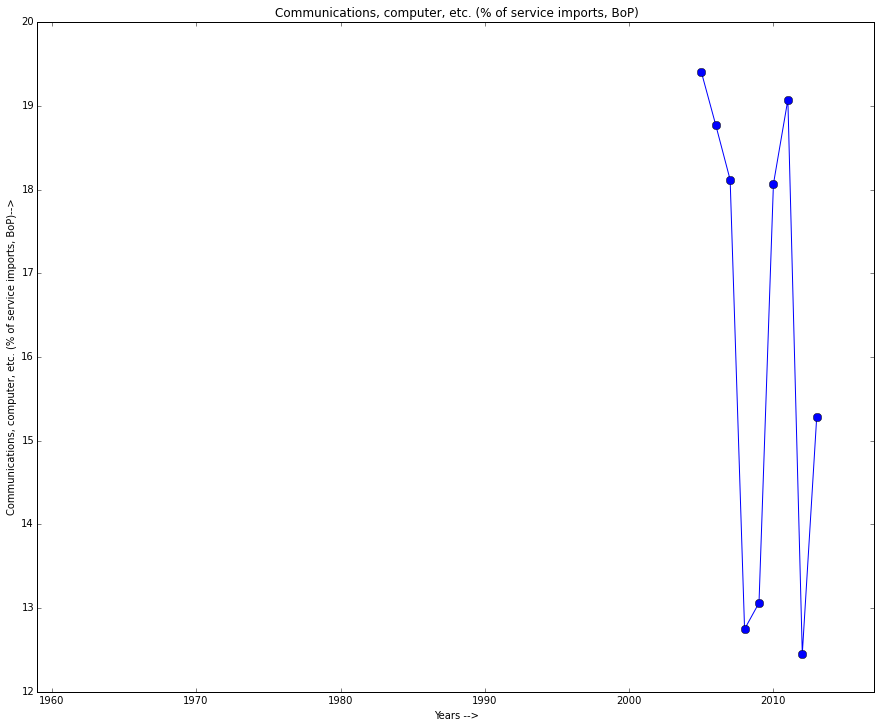 Communications, computer, etc. (% of service imports, BoP)
20
19
18
17
16
15
14
13
12
Communications, computer, etc. (% of service imports, BoP)-->
1960 1970 1980 1990 2000 2010
Years -->